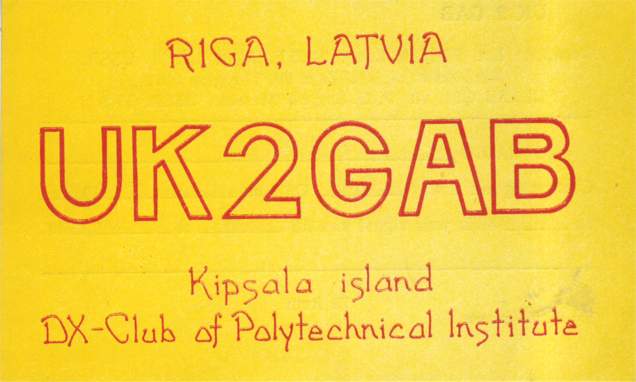 RIGA, LATVIA
UK2GAB
Kipsala island
DX-Club of Polytechnical Institute